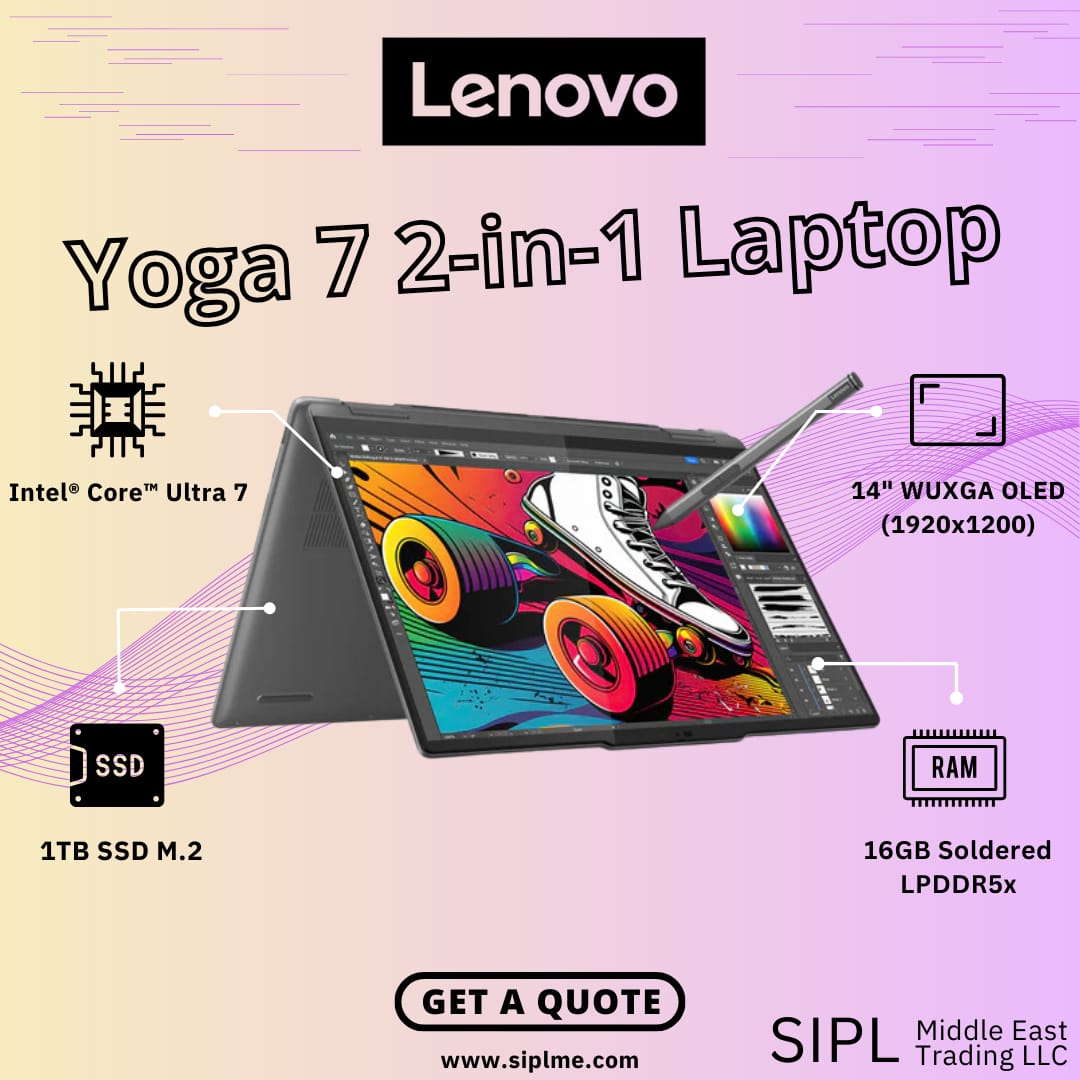 Lenovo
Yoga 7 2-in-1 Laptop
Intel® Core™ Ultra 7
14" WUXGA OLED
(1920x1200)
SSD
1TB SSD M.2
RAM
16GB Soldered
LPDDR5x
GET A QUOTE
www.siplme.com
SIPL Middle East
Trading LLC